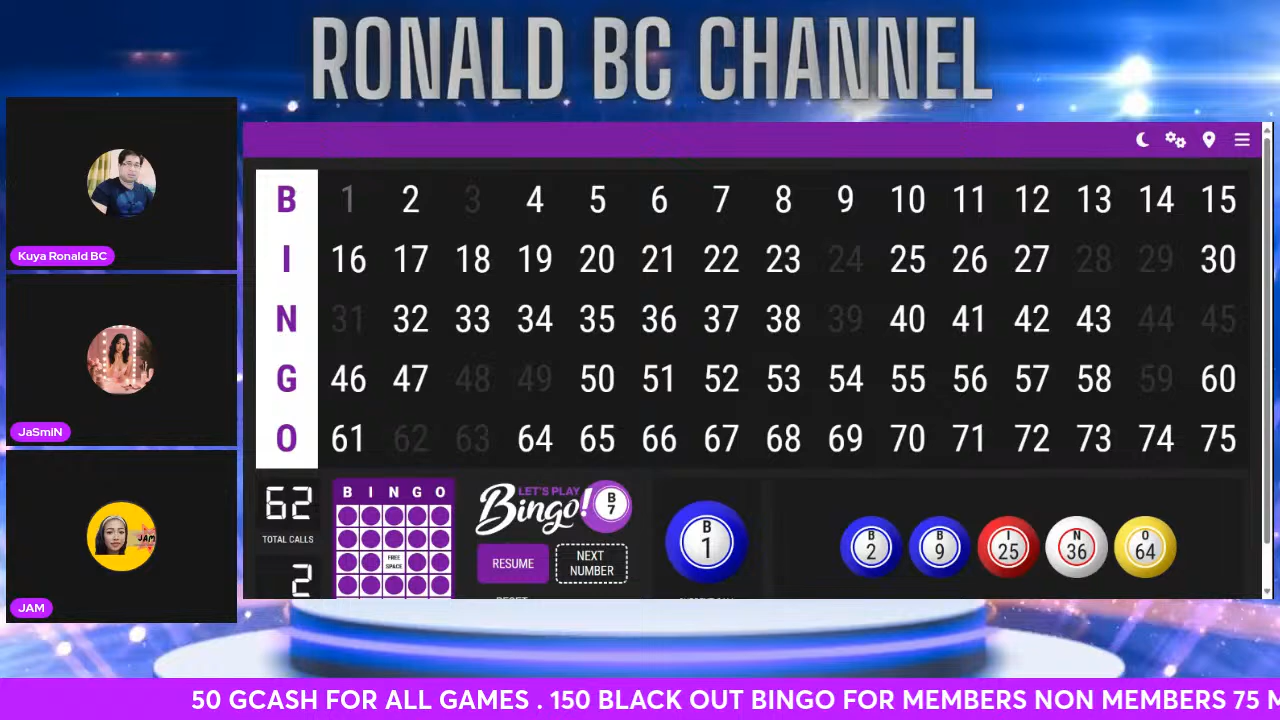 RONALD BC CHANNEL
Kuya Ronald BC
JaSmiN
JAM
B 1 2 3 4 5 6 7 8 9 10 11 12 13 14 15
I 16 17 18 19 20 21 22 23 24 25 26 27 28 29 30
N 31 32 33 34 35 36 37 38 39 40 41 42 43 44 45
G 46 47 48 49 50 51 52 53 54 55 56 57 58 59 60
O 61 62 63 64 65 66 67 68 69 70 71 72 73 74 75
62
TOTAL CALLS
2
B I N G O
FREE
SPACE
LET'S PLAY
Bingo!
B
7
RESUME
NEXT
NUMBER
B
1
B
2
B
9
I
25
N
36
O
64
JAM
50 GCASH FOR ALL GAMES . 150 BLACK OUT BINGO FOR MEMBERS NON MEMBERS 75 M